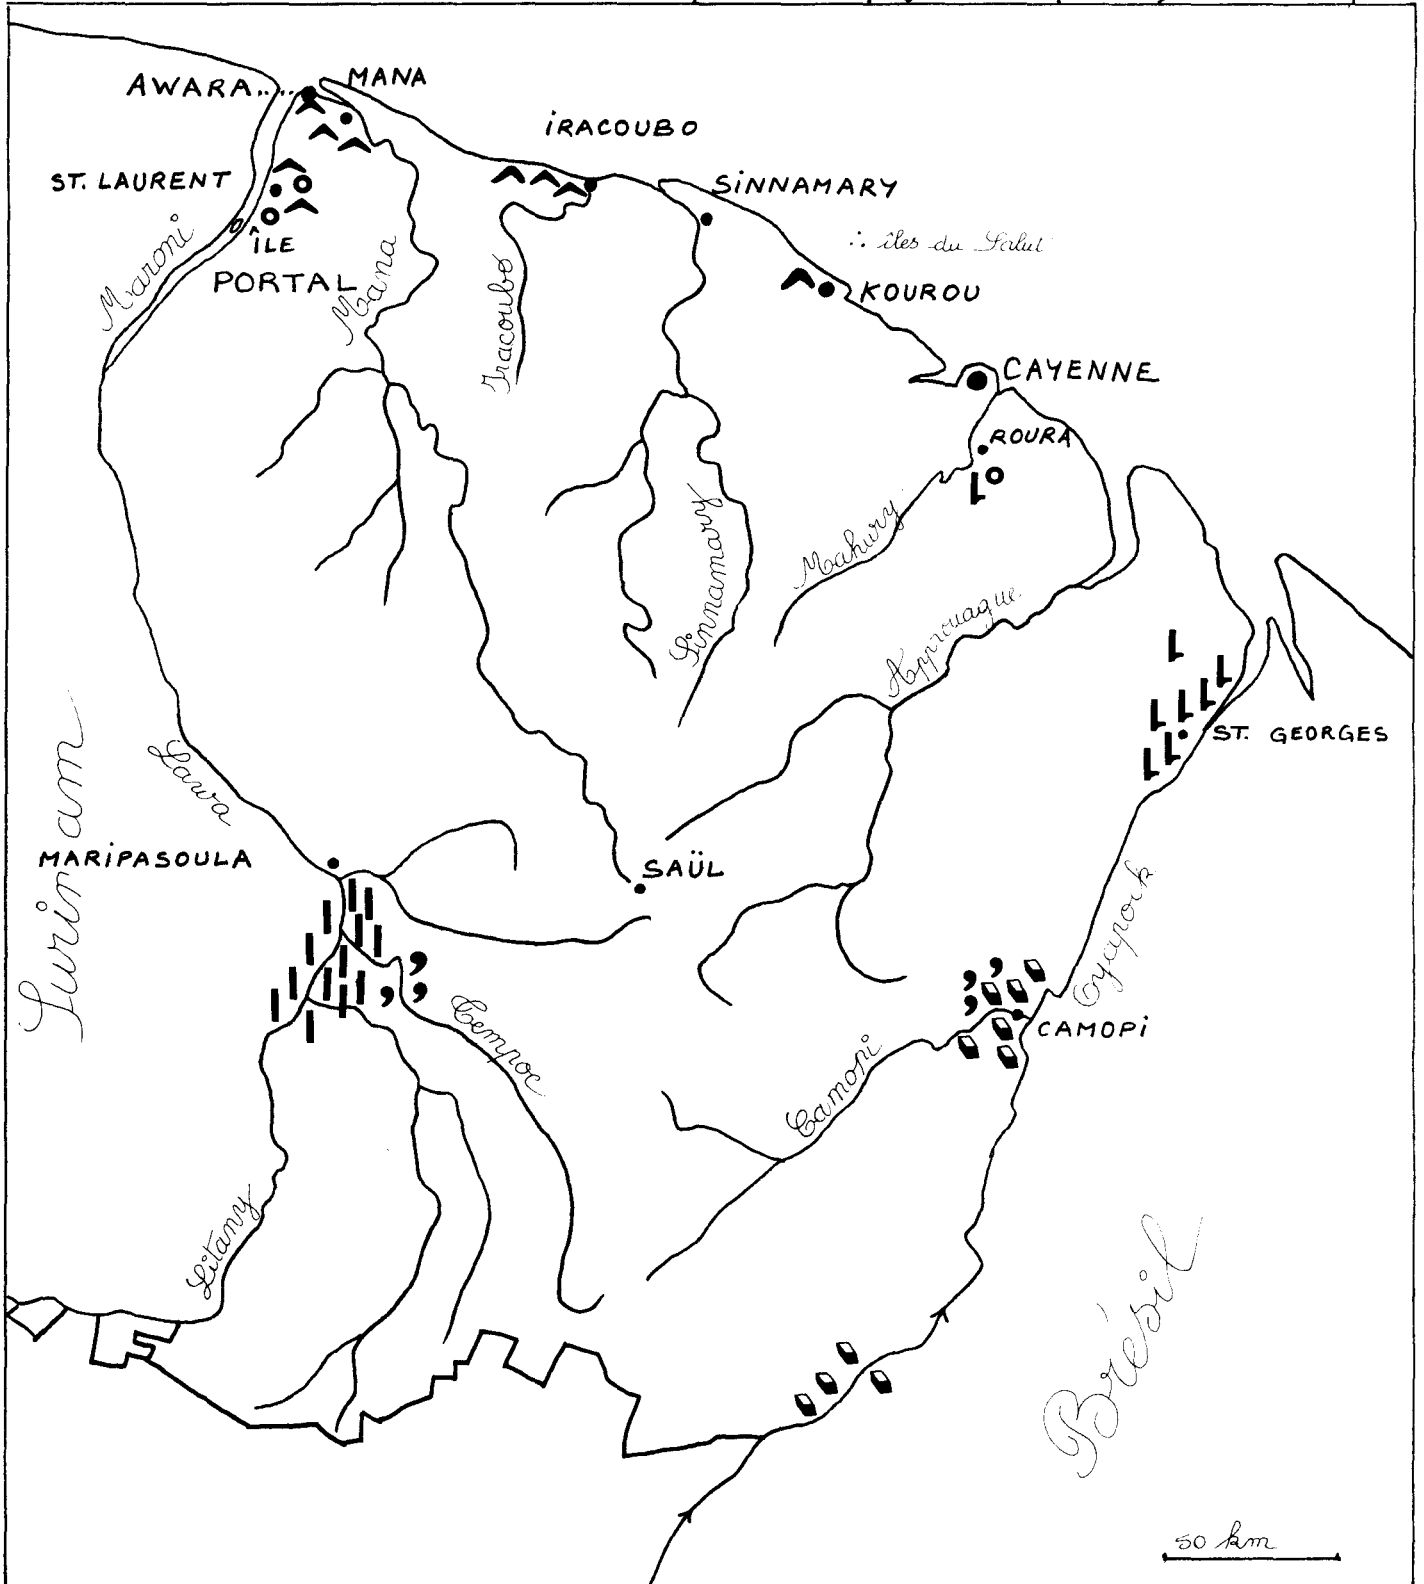 AWARA.....
MANA
iRACOUBO
ST. LAURENT
SiNNAMARY
îles du Salut
ÎLE
PORTAL
Maroni
Mana
Iracoubo
KOUROU
CAYENNE
ROURA
Mahury
Sinnamary
Approuague
ST. GEORGES
Surinam
Lawa
MARiPASOULA
SAÜL
Oyapock
Tempoc
CAMOPi
Camopi
Litany
Brésil
50 km